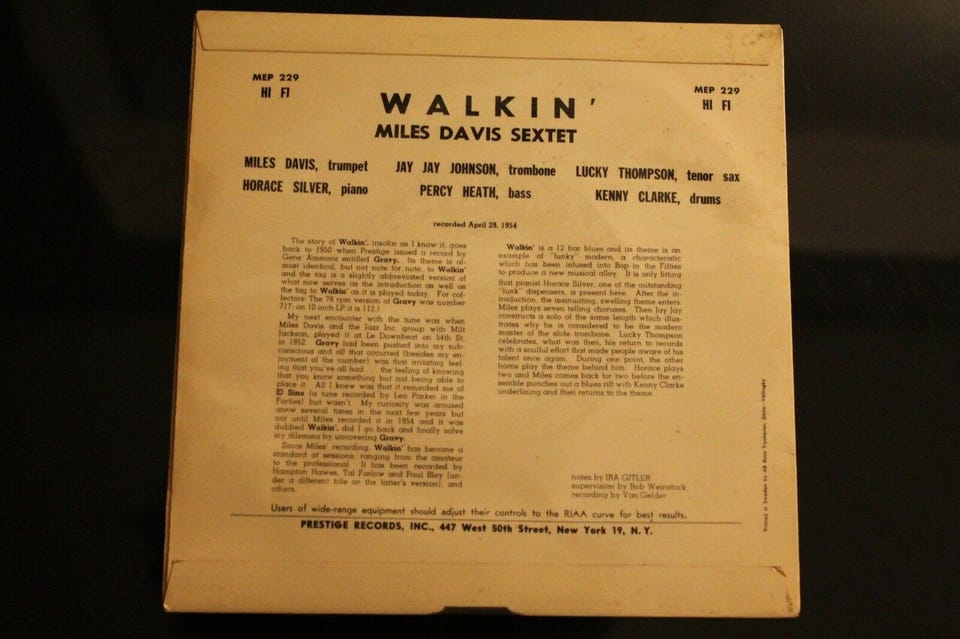 MEP 229
HI FI
MEP 229
HI FI
WALKIN'
MILES DAVIS SEXTET
MILES DAVIS, trumpet JAY JAY JOHNSON, trombone LUCKY THOMPSON, tenor sax
HORACE SILVER, piano PERCY HEATH, bass KENNY CLARKE, drums
recorded April 29, 1954
The story of Walkin', insofar as I know it, goes
back to 1950 when Prestige issued a record by
Gene Ammons entitled Gravy. Its theme is al-
most identical, but not note for note, to Walkin'
and the tag is a slightly abbreviated version of
what now serves as the introduction as well as
the tag to Walkin' as it is played today. For col-
lectors: The 78 rpm version of Gravy was number
717; on 10 inch LP it is 112.)
My next encounter with the tune was when
Miles Davis and the Jazz Inc. group with Milt
Jackson, played it at Le Downbeat on 54th St.
in 1952. Gravy had been pushed into my sub-
conscious and all that occurred (besides my en-
joyment of the number) was that irritating feel-
ing that you've all had . . . the feeling of knowing
that you know something but not being able to
place it. All I knew was that it reminded me of
El Sino (a tune recorded by Leo Parker in the
Forties) but wasn't. My curiosity was aroused
anew several times in the next few years but
not until Miles recorded it in 1954 and it was
dubbed Walkin', did I go back and finally solve
my dilemma by uncovering Gravy.
Since Miles' recording, Walkin' has become a
standard at sessions, ranging from the amateur
to the professional. It has been recorded by
Hampton Hawes, Tal Farlow and Paul Bley (un-
der a different title on the latter's version), and
others.
Walkin' is a 12 bar blues and its theme is an
example of "funky" modern, a characteristic
which has been infused into Bop in the Fifties
to produce a new musical alloy. It is only fitting
that pianist Horace Silver, one of the outstanding
"funk" dispensers, is present here. After the in-
troduction, the insinuating, swelling theme enters.
Miles plays seven telling choruses. Then Jay Jay
constructs a solo of the same length which illus-
trates why he is considered to be the modern
master of the slide trombone. Lucky Thompson
celebrates, what was then, his return to records
with a soulful effort that made people aware of his
talent once again. During one point, the other
horns play the theme behind him. Horace plays
two and Miles comes back for two before the en-
semble punches out a blues riff with Kenny Clarke
underlining and then returns to the theme.
notes by IRA GITLER
supervision by Bob Weinstock
recording by Van Gelder
Users of wide-range equipment should adjust their controls to the RIAA curve for best results.
PRESTIGE RECORDS, INC., 447 West 50th Street, New York 19, N. Y.
Printed in Sweden by AB